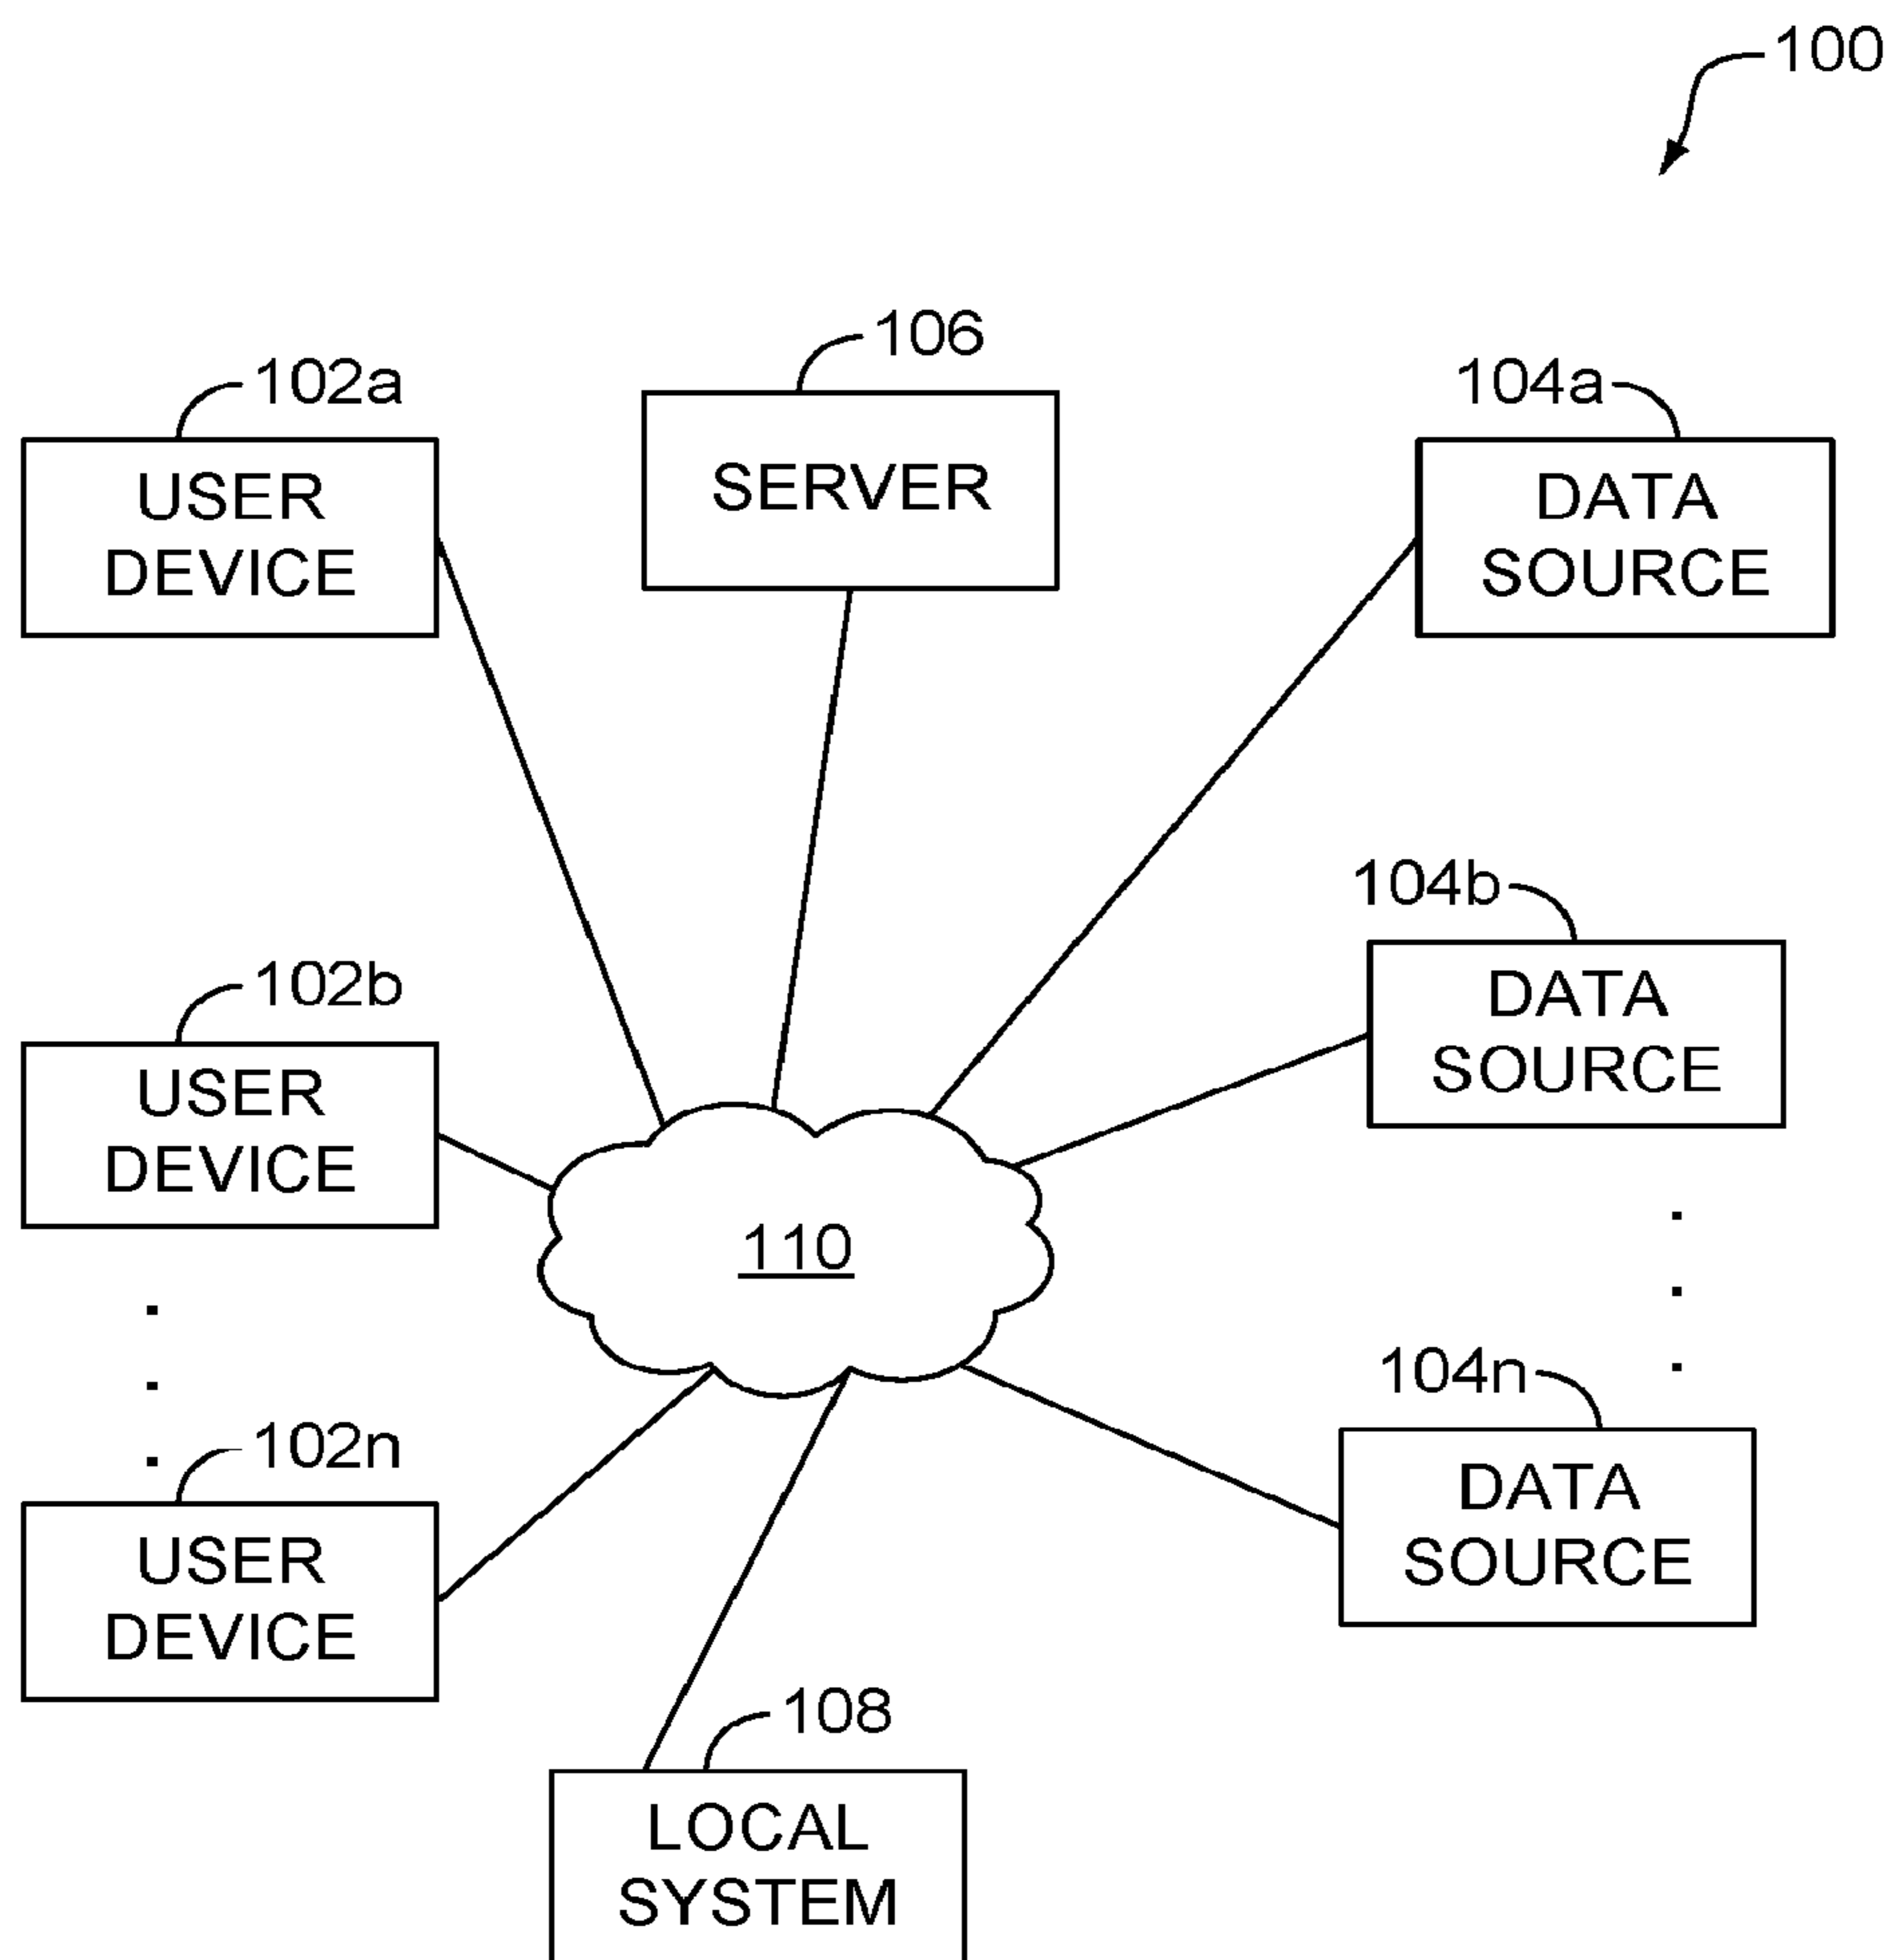 100
106
102a
104a
USER
DEVICE
SERVER
DATA
SOURCE
104b
102b
DATA
SOURCE
USER
DEVICE
110
104n
102n
DATA
SOURCE
USER
DEVICE
108
LOCAL
SYSTEM